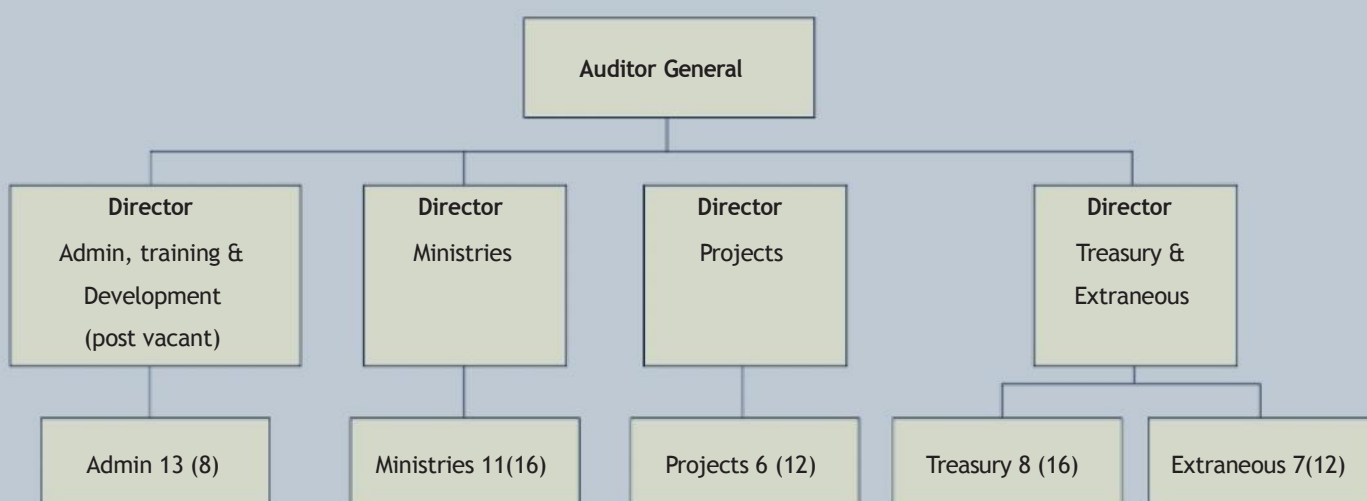 Auditor General
Director
Admin, training &
Development
(post vacant)
Director
Ministries
Director
Projects
Director
Treasury &
Extraneous
Admin 13 (8)
Ministries 11(16)
Projects 6 (12)
Treasury 8 (16)
Extraneous 7(12)